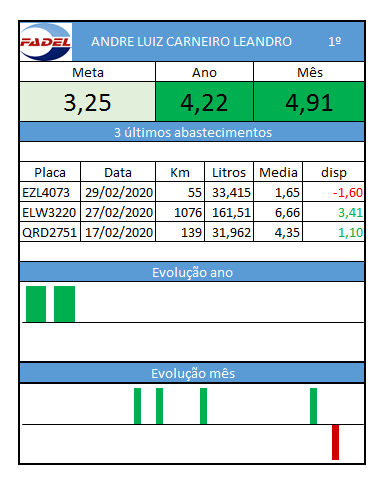 FADEL ANDRE LUIZ CARNEIRO LEANDRO 1º
Meta Ano Mês
3,25 4,22 4,91
3 últimos abastecimentos
Placa Data Km Litros Media disp
EZL4073 29/02/2020 55 33,415 1,65 -1,60
ELW3220 27/02/2020 1076 161,51 6,66 3,41
QRD2751 17/02/2020 139 31,962 4,35 1,10
Evolução ano
Evolução mês